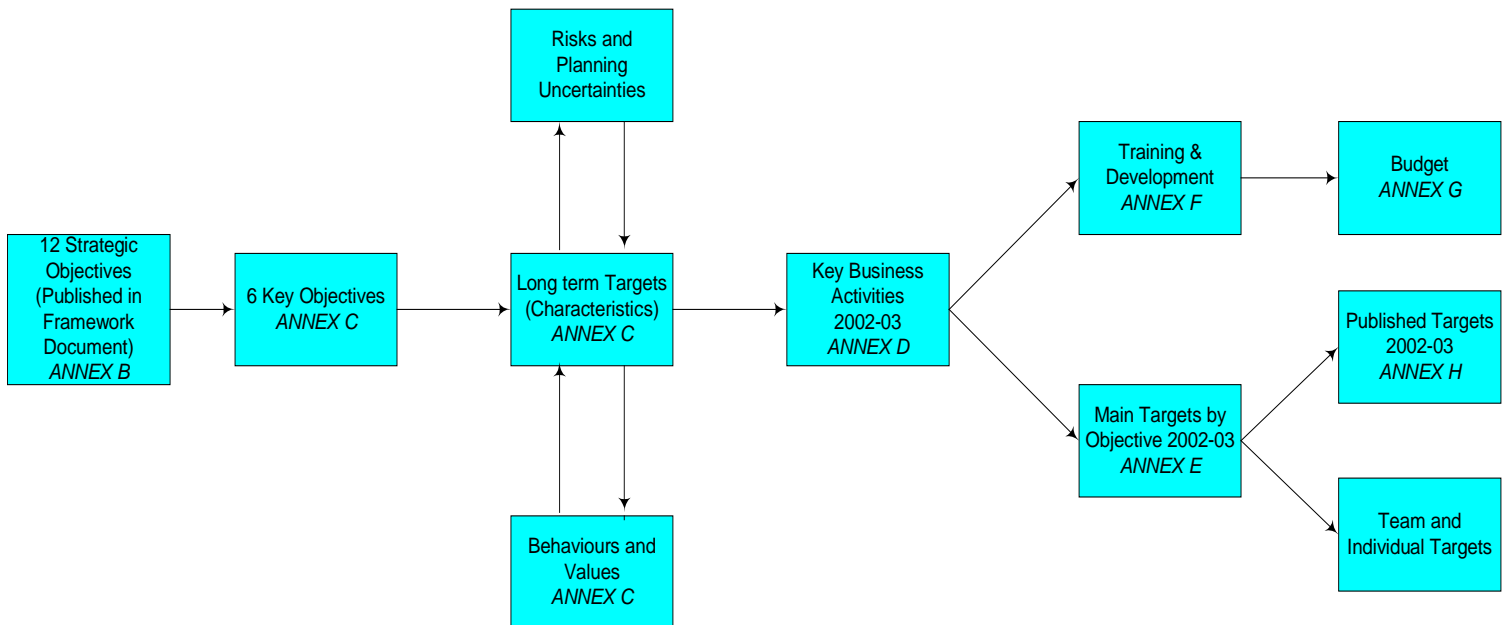 12 Strategic
Objectives
(Published in
Framework
Document)
ANNEX B
6 Key Objectives
ANNEX C
Risks and
Planning
Uncertainties
Long term Targets
(Characteristics)
ANNEX C
Behaviours and
Values
ANNEX C
Key Business
Activities
2002-03
ANNEX D
Training &
Development
ANNEX F
Main Targets by
Objective 2002-03
ANNEX E
Budget
ANNEX G
Published Targets
2002-03
ANNEX H
Team and
Individual Targets